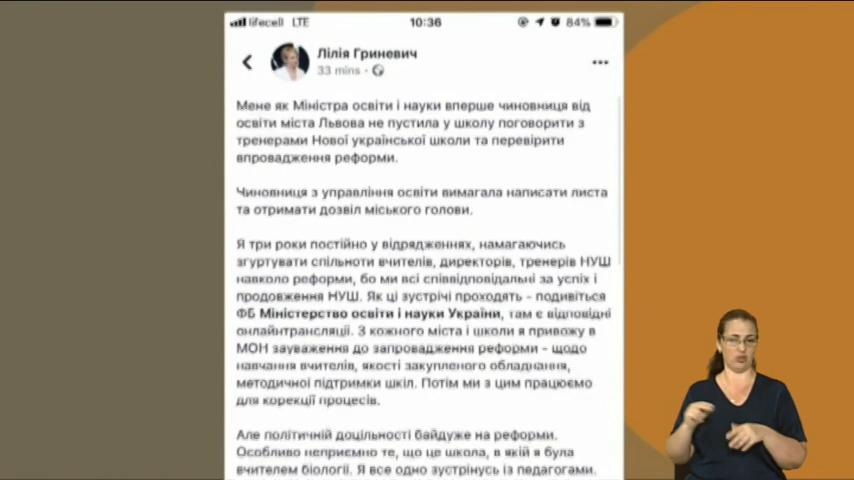 lifecell LTE 10:36 84%
Лілія Гриневич
33 mins ·
Мене як Міністра освіти і науки вперше чиновниця від
освіти міста Львова не пустила у школу поговорити з
тренерами Нової української школи та перевірити
впровадження реформи.
Чиновниця з управління освіти вимагала написати листа
та отримати дозвіл міського голови.
Я три роки постійно у відрядженнях, намагаючись
згуртувати спільноти вчителів, директорів, тренерів НУШ
навколо реформи, бо ми всі співвідповідальні за успіх і
продовження НУШ. Як ці зустрічі проходять - подивіться
ФБ Міністерство освіти і науки України, там є відповідні
онлайнтрансляції. З кожного міста і школи я привожу в
МОН зауваження до запровадження реформи - щодо
навчання вчителів, якості закупленого обладнання,
методичної підтримки шкіл. Потім ми з цим працюємо
для корекції процесів.
Але політичній доцільності байдуже на реформи.
Особливо неприємно те, що це школа, в якій я була
вчителем біології. Я все одно зустрінусь із педагогами.